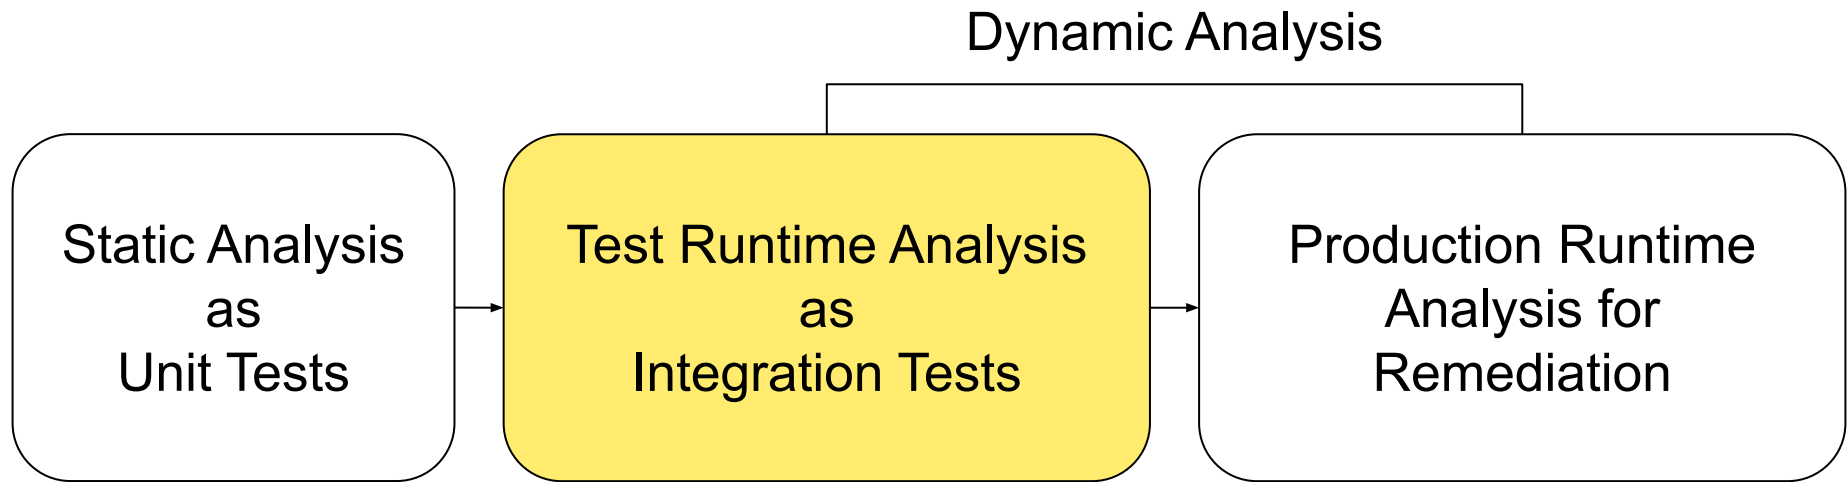 Dynamic Analysis
Static Analysis
as
Unit Tests
Test Runtime Analysis
as
Integration Tests
Production Runtime
Analysis for
Remediation